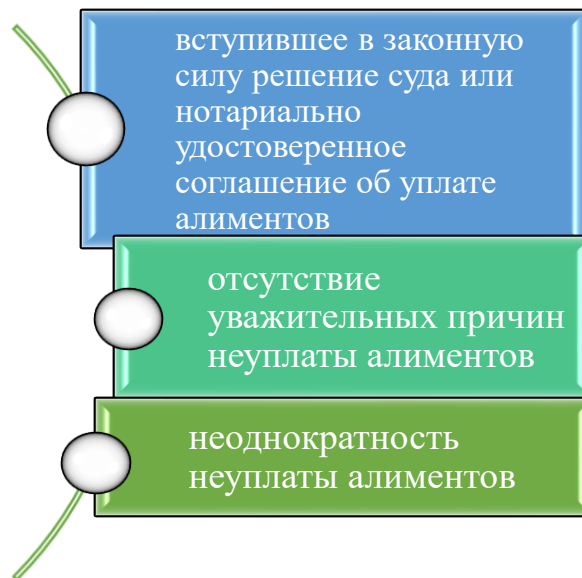 вступившее в законную
силу решение суда или
нотариально
удостоверенное
соглашение об уплате
алиментов
отсутствие
уважительных причин
неуплаты алиментов
неоднократность
неуплаты алиментов